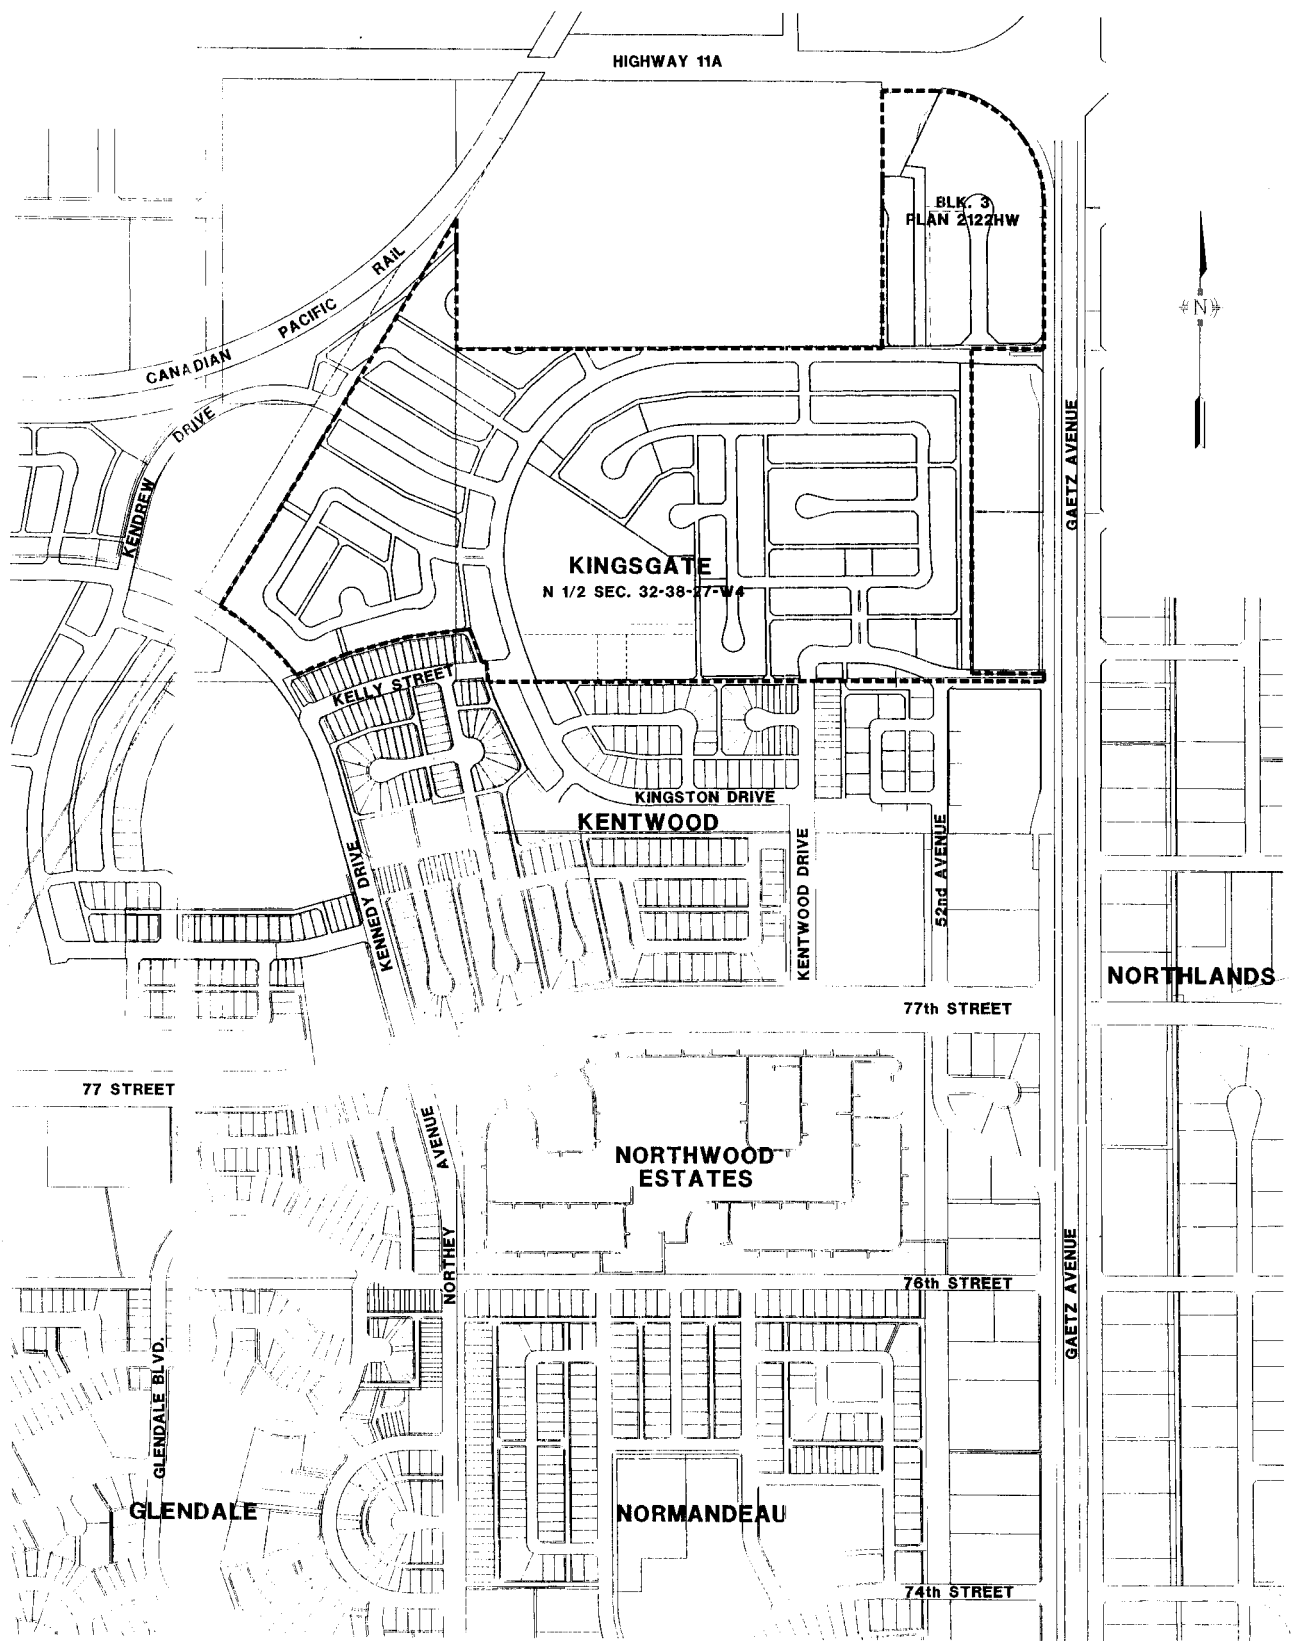 HIGHWAY 11A
BLK. 3
PLAN 2122HW
CANADIAN PACIFIC RAIL
N
KENDREW DRIVE
GAETZ AVENUE
KINGSGATE
N 1/2 SEC. 32-38-27-W4
KELLY STREET
KINGSTON DRIVE
KENTWOOD
KENNEDY DRIVE
KENTWOOD DRIVE
52nd AVENUE
NORTHLANDS
77th STREET
77 STREET
NORTHEY AVENUE
NORTHWOOD
ESTATES
76th STREET
GAETZ AVENUE
GLENDALE BLVD.
GLENDALE
NORMANDEAU
74th STREET